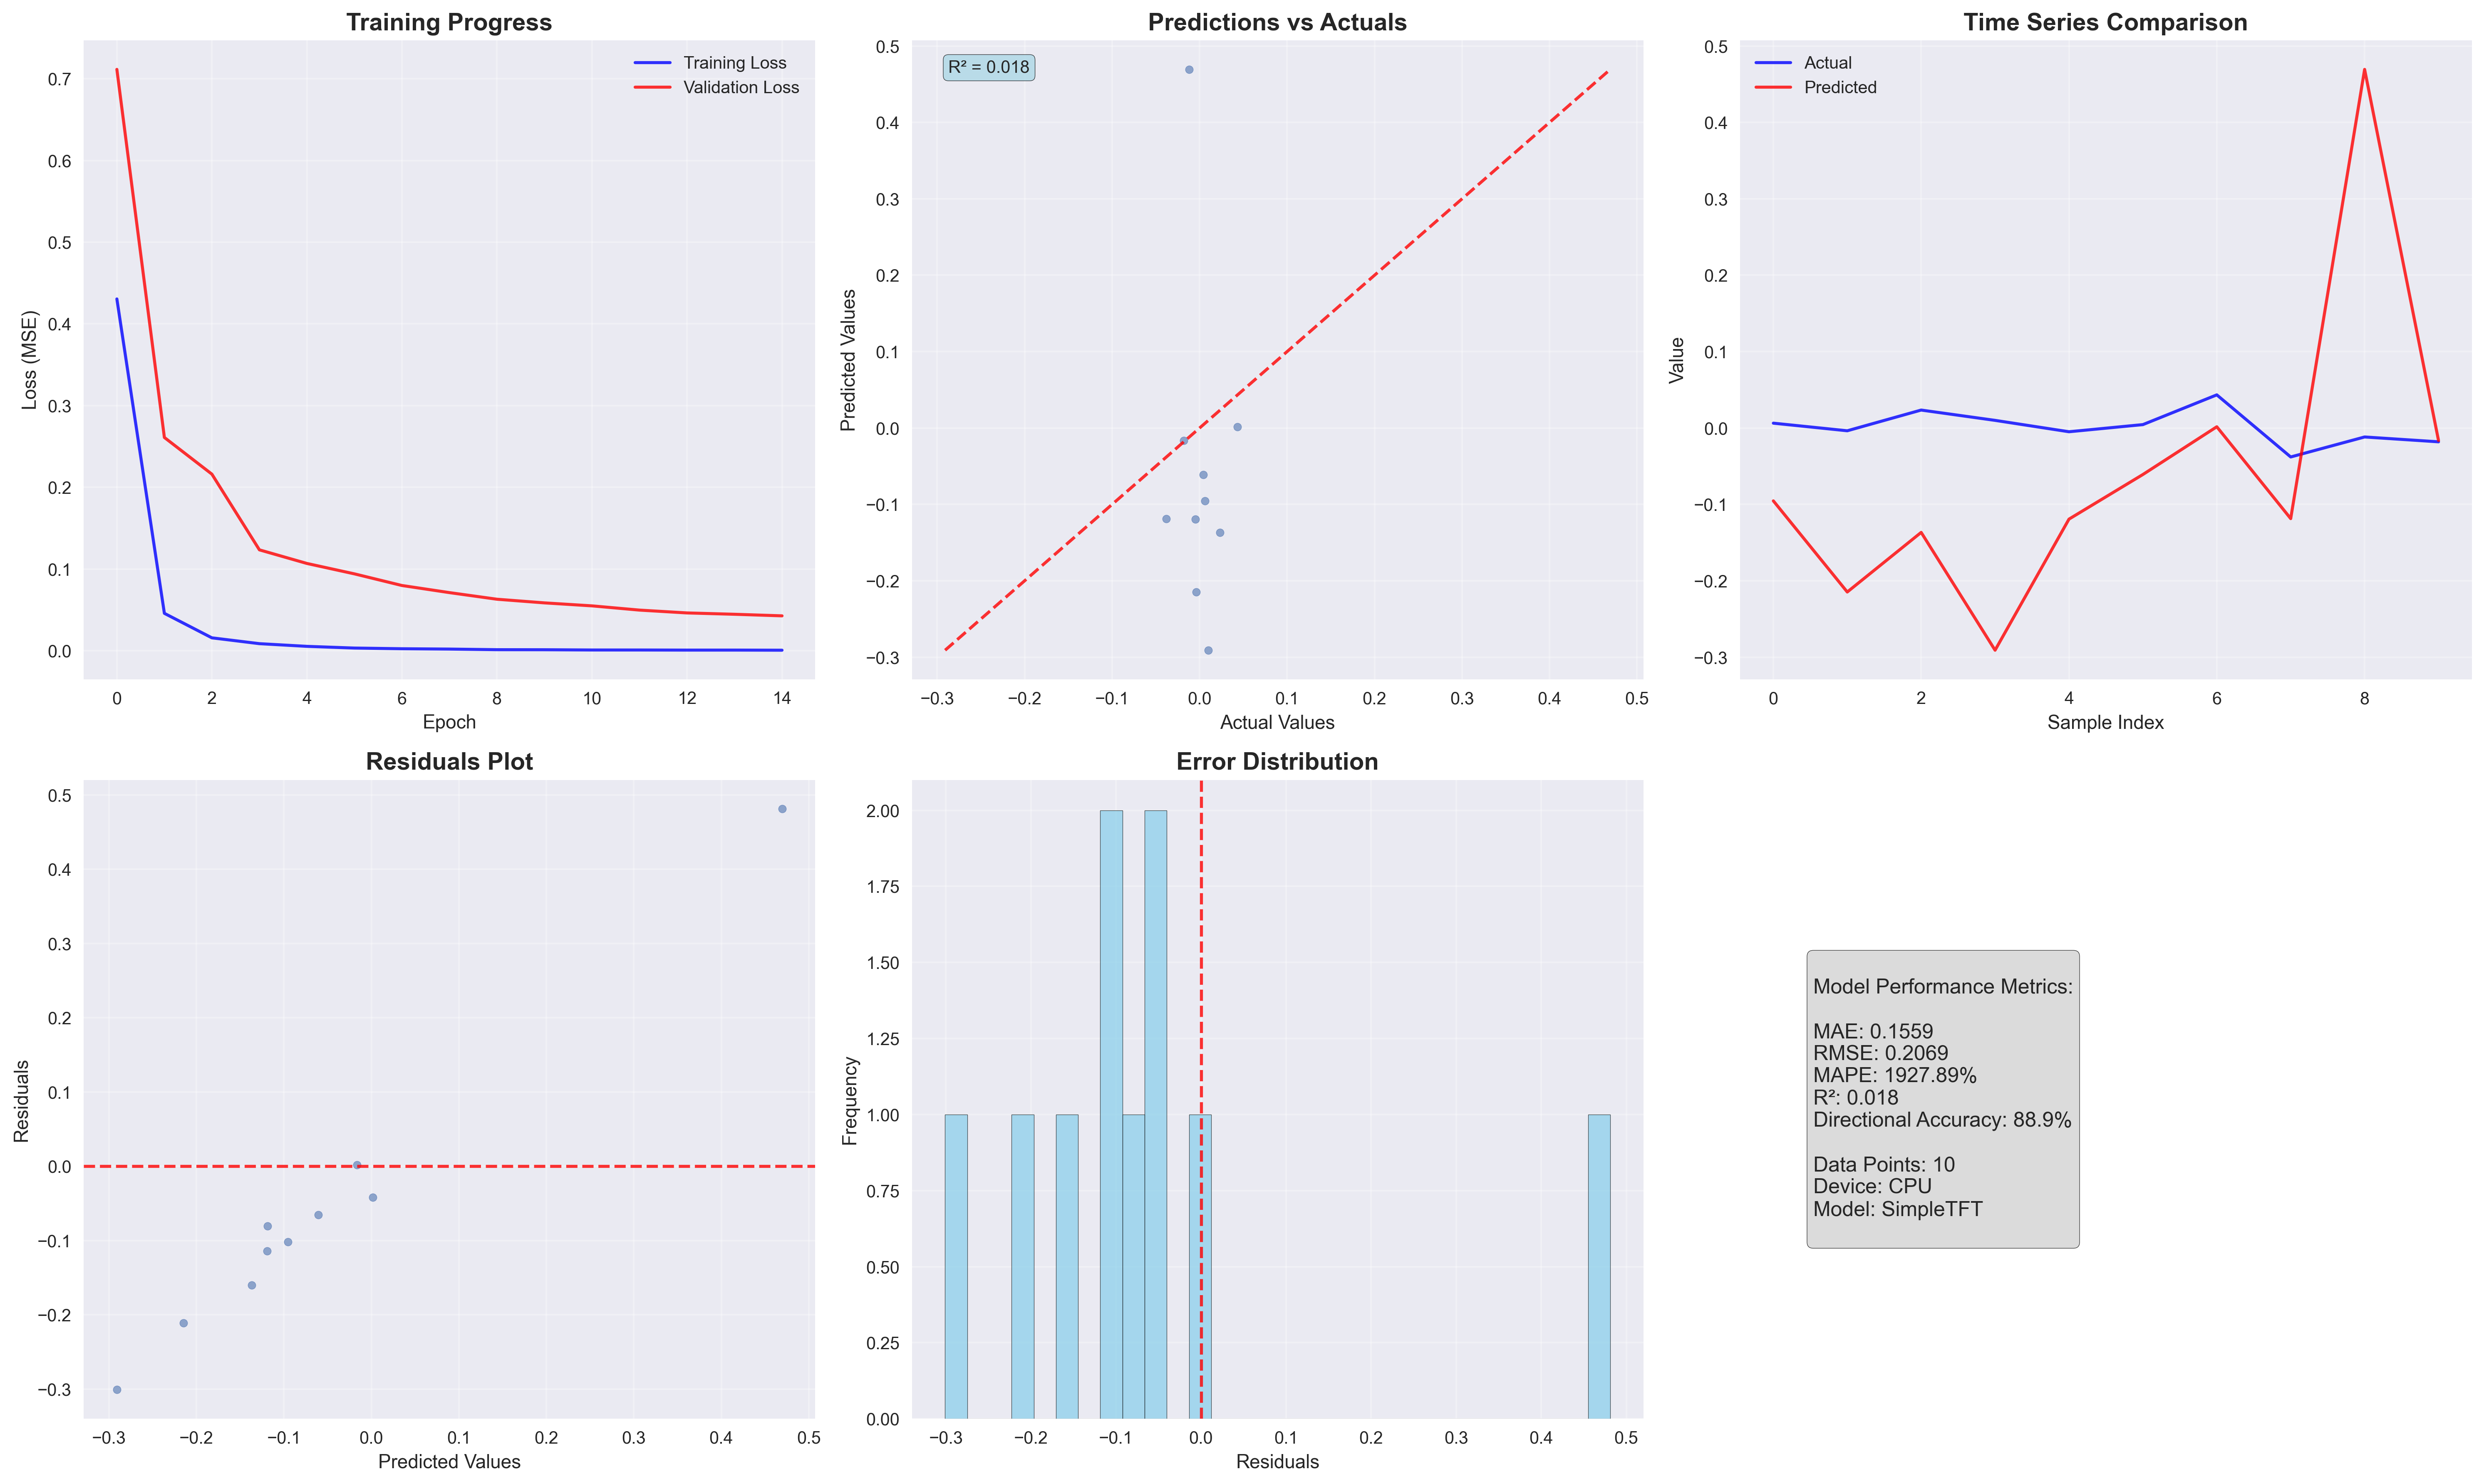 Training Progress
Training Loss
Validation Loss
0.7
0.6
0.5
0.4
0.3
0.2
0.1
0.0
Loss (MSE)
0
2
4
6
8
10
12
14
Epoch
Predictions vs Actuals
R² = 0.018
0.5
0.4
0.3
0.2
0.1
0.0
−0.1
−0.2
−0.3
Predicted Values
−0.3
−0.2
−0.1
0.0
0.1
0.2
0.3
0.4
0.5
Actual Values
Time Series Comparison
Actual
Predicted
0.5
0.4
0.3
0.2
0.1
0.0
−0.1
−0.2
−0.3
Value
0
2
4
6
8
Sample Index
Residuals Plot
0.5
0.4
0.3
0.2
0.1
0.0
−0.1
−0.2
−0.3
Residuals
−0.3
−0.2
−0.1
0.0
0.1
0.2
0.3
0.4
0.5
Predicted Values
Error Distribution
2.00
1.75
1.50
1.25
1.00
0.75
0.50
0.25
0.00
Frequency
−0.3
−0.2
−0.1
0.0
0.1
0.2
0.3
0.4
0.5
Residuals
Model Performance Metrics:
MAE: 0.1559
RMSE: 0.2069
MAPE: 1927.89%
R²: 0.018
Directional Accuracy: 88.9%
Data Points: 10
Device: CPU
Model: SimpleTFT